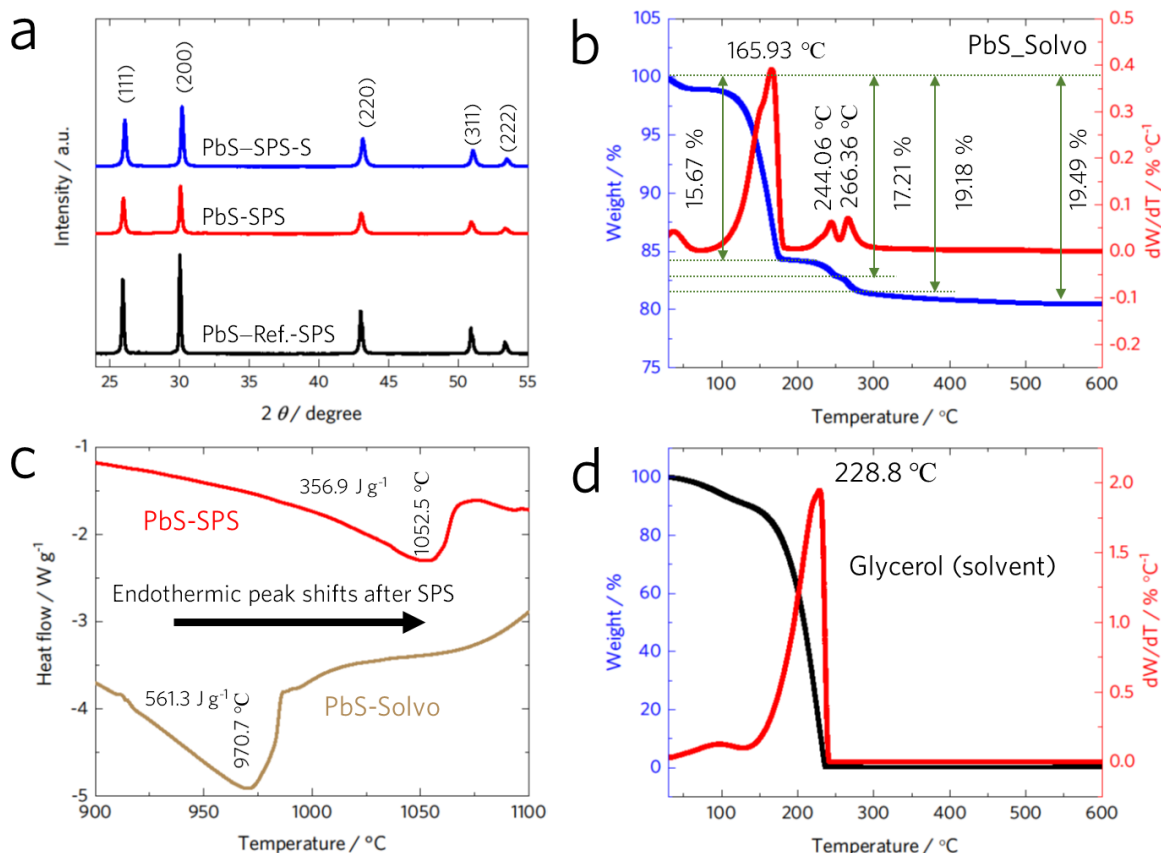 a
(111)
(200)
(220)
(311)
(222)
PbS–SPS-S
PbS-SPS
PbS–Ref.-SPS
Intensity / a.u.
25 30 35 40 45 50 55
2 θ / degree
b
165.93 °C
PbS_Solvo
15.67 %
244.06 °C
266.36 °C
17.21 %
19.18 %
19.49 %
Weight / %
100
95
90
85
80
75
dW/dT / % °C⁻¹
0.5
0.4
0.3
0.2
0.1
0.0
-0.1
-0.2
100 200 300 400 500 600
Temperature / °C
c
356.9 J g⁻¹
1052.5 °C
PbS-SPS
Endothermic peak shifts after SPS
561.3 J g⁻¹
970.7 °C
PbS-Solvo
Heat flow / W g⁻¹
-1
-2
-3
-4
-5
900 950 1000 1050 1100
Temperature / °C
d
228.8 °C
Glycerol (solvent)
Weight / %
100
80
60
40
20
0
dW/dT / % °C⁻¹
2.0
1.5
1.0
0.5
0.0
100 200 300 400 500 600
Temperature / °C